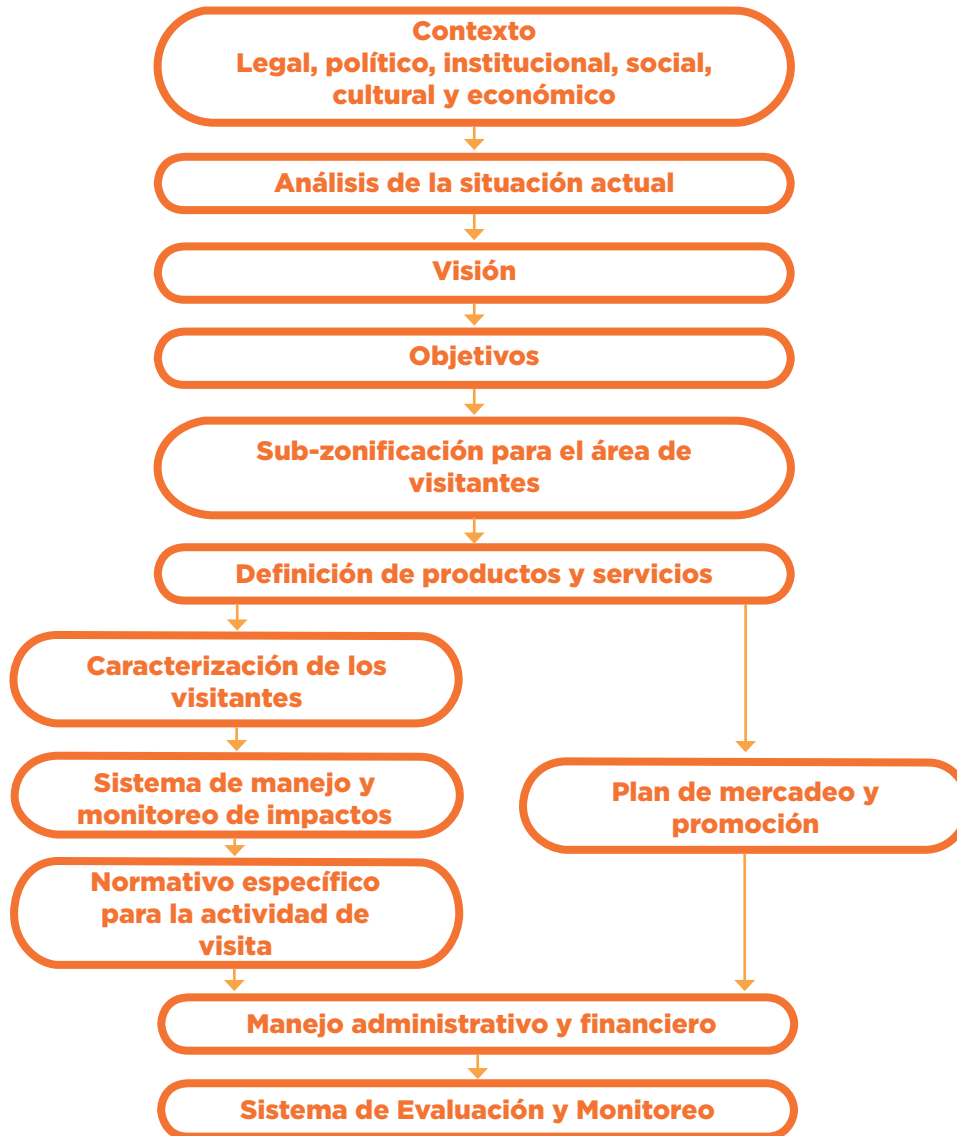 Contexto
Legal, político, institucional, social,
cultural y económico
Análisis de la situación actual
Visión
Objetivos
Sub-zonificación para el área de
visitantes
Definición de productos y servicios
Caracterización de los
visitantes
Sistema de manejo y
monitoreo de impactos
Normativo específico
para la actividad de
visita
Plan de mercadeo y
promoción
Manejo administrativo y financiero
Sistema de Evaluación y Monitoreo